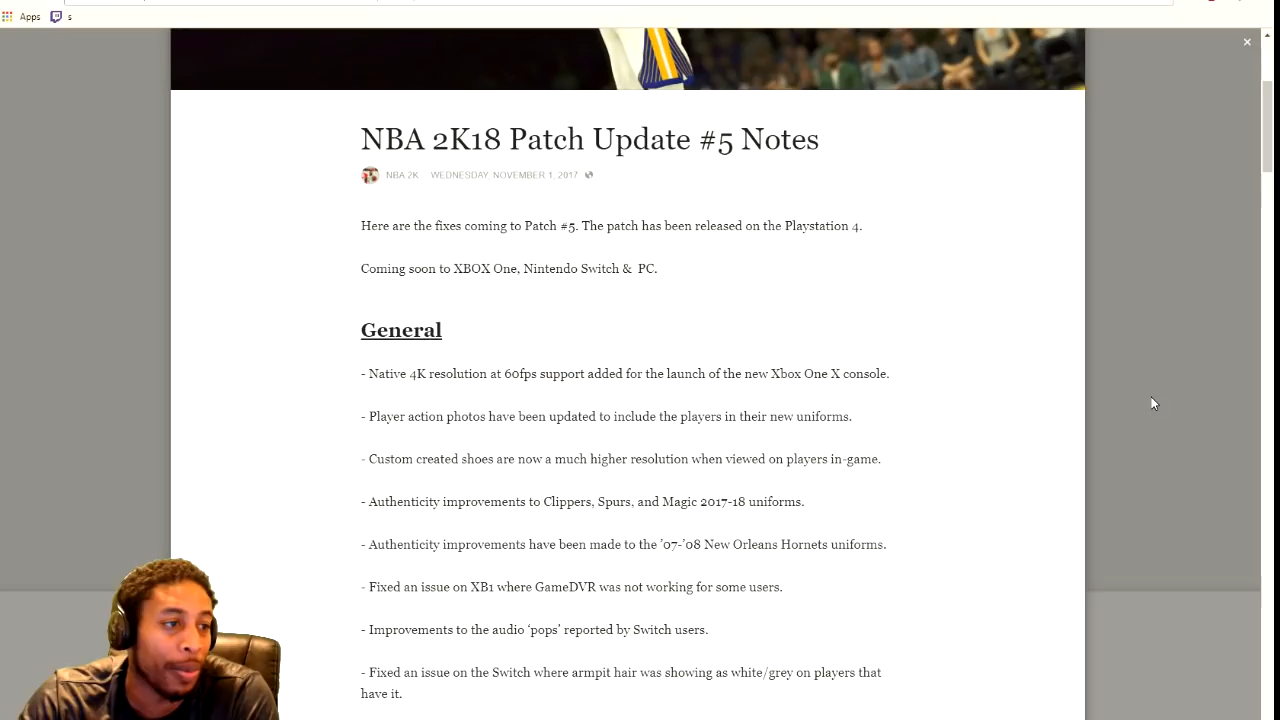 Apps s
NBA 2K18 Patch Update #5 Notes
NBA 2K WEDNESDAY, NOVEMBER 1, 2017
Here are the fixes coming to Patch #5. The patch has been released on the Playstation 4.
Coming soon to XBOX One, Nintendo Switch & PC.
General
- Native 4K resolution at 60fps support added for the launch of the new Xbox One X console.
- Player action photos have been updated to include the players in their new uniforms.
- Custom created shoes are now a much higher resolution when viewed on players in-game.
- Authenticity improvements to Clippers, Spurs, and Magic 2017-18 uniforms.
- Authenticity improvements have been made to the ’07-’08 New Orleans Hornets uniforms.
- Fixed an issue on XB1 where GameDVR was not working for some users.
- Improvements to the audio ‘pops’ reported by Switch users.
- Fixed an issue on the Switch where armpit hair was showing as white/grey on players that
have it.